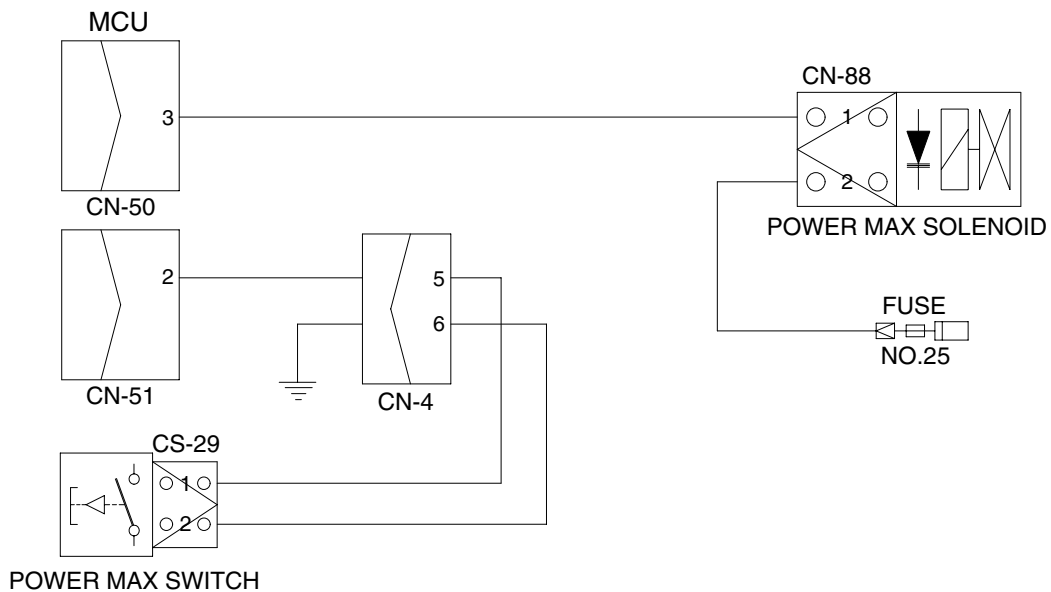 MCU
3
CN-50
CN-88
1
2
POWER MAX SOLENOID
2
CN-51
5
6
CN-4
FUSE
NO.25
CS-29
1
2
POWER MAX SWITCH